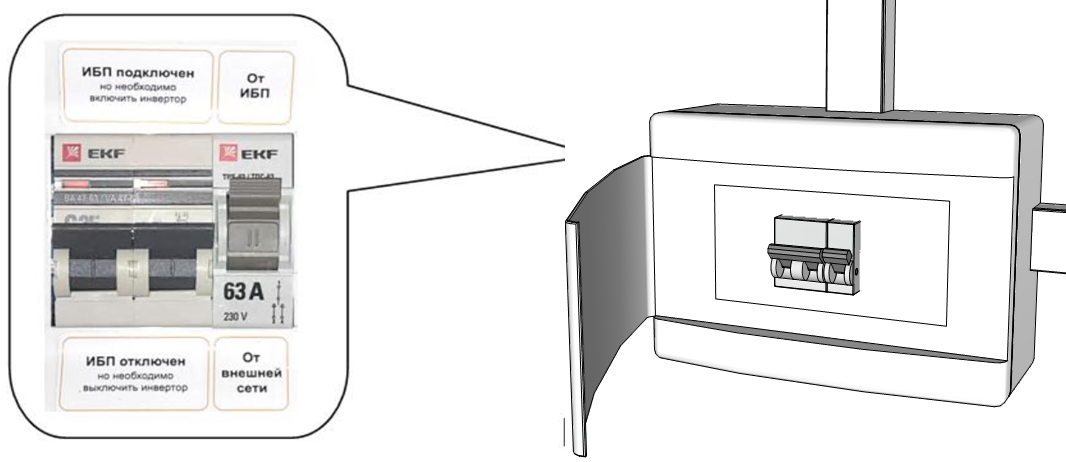 ИБП подключен
но необходимо
включить инвертор
От
ИБП
EKF
EKF
63 A
230 V
ИБП отключен
но необходимо
выключить инвертор
От
внешней
сети